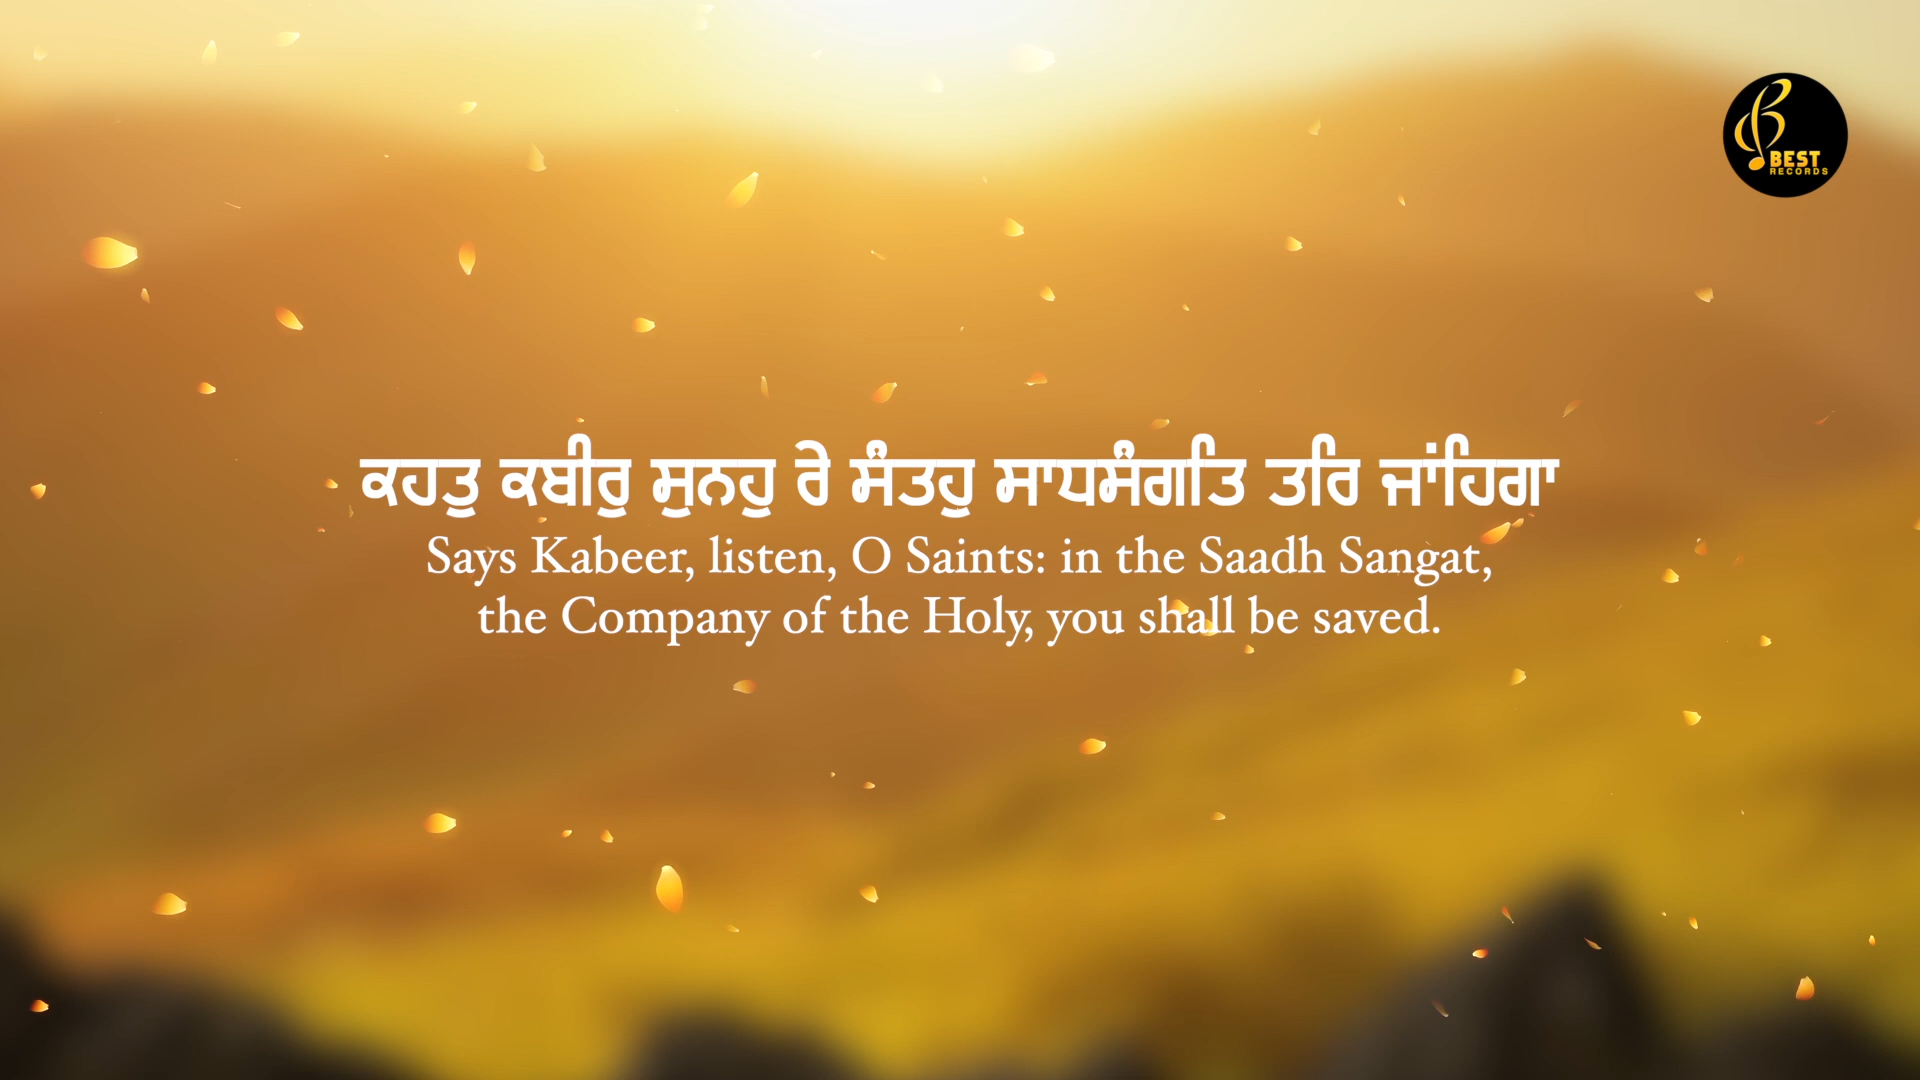 BEST
RECORDS
ਕਹਤੁ ਕਬੀਰੁ ਸੁਨਹੁ ਰੇ ਸੰਤਹੁ ਸਾਧਸੰਗਤਿ ਤਰਿ ਜਾਂਹਿਗਾ
Says Kabeer, listen, O Saints: in the Saadh Sangat,
the Company of the Holy, you shall be saved.